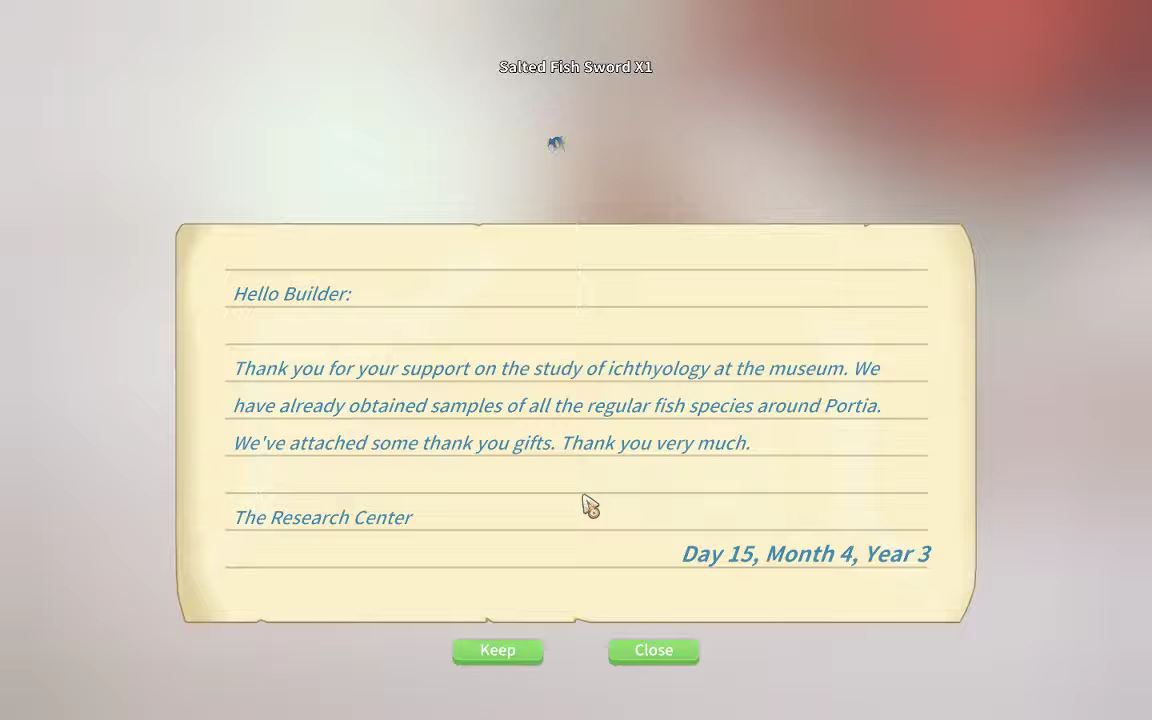 Salted Fish Sword X1
Hello Builder:
Thank you for your support on the study of ichthyology at the museum. We
have already obtained samples of all the regular fish species around Portia.
We've attached some thank you gifts. Thank you very much.
The Research Center
Day 15, Month 4, Year 3
Keep
Close